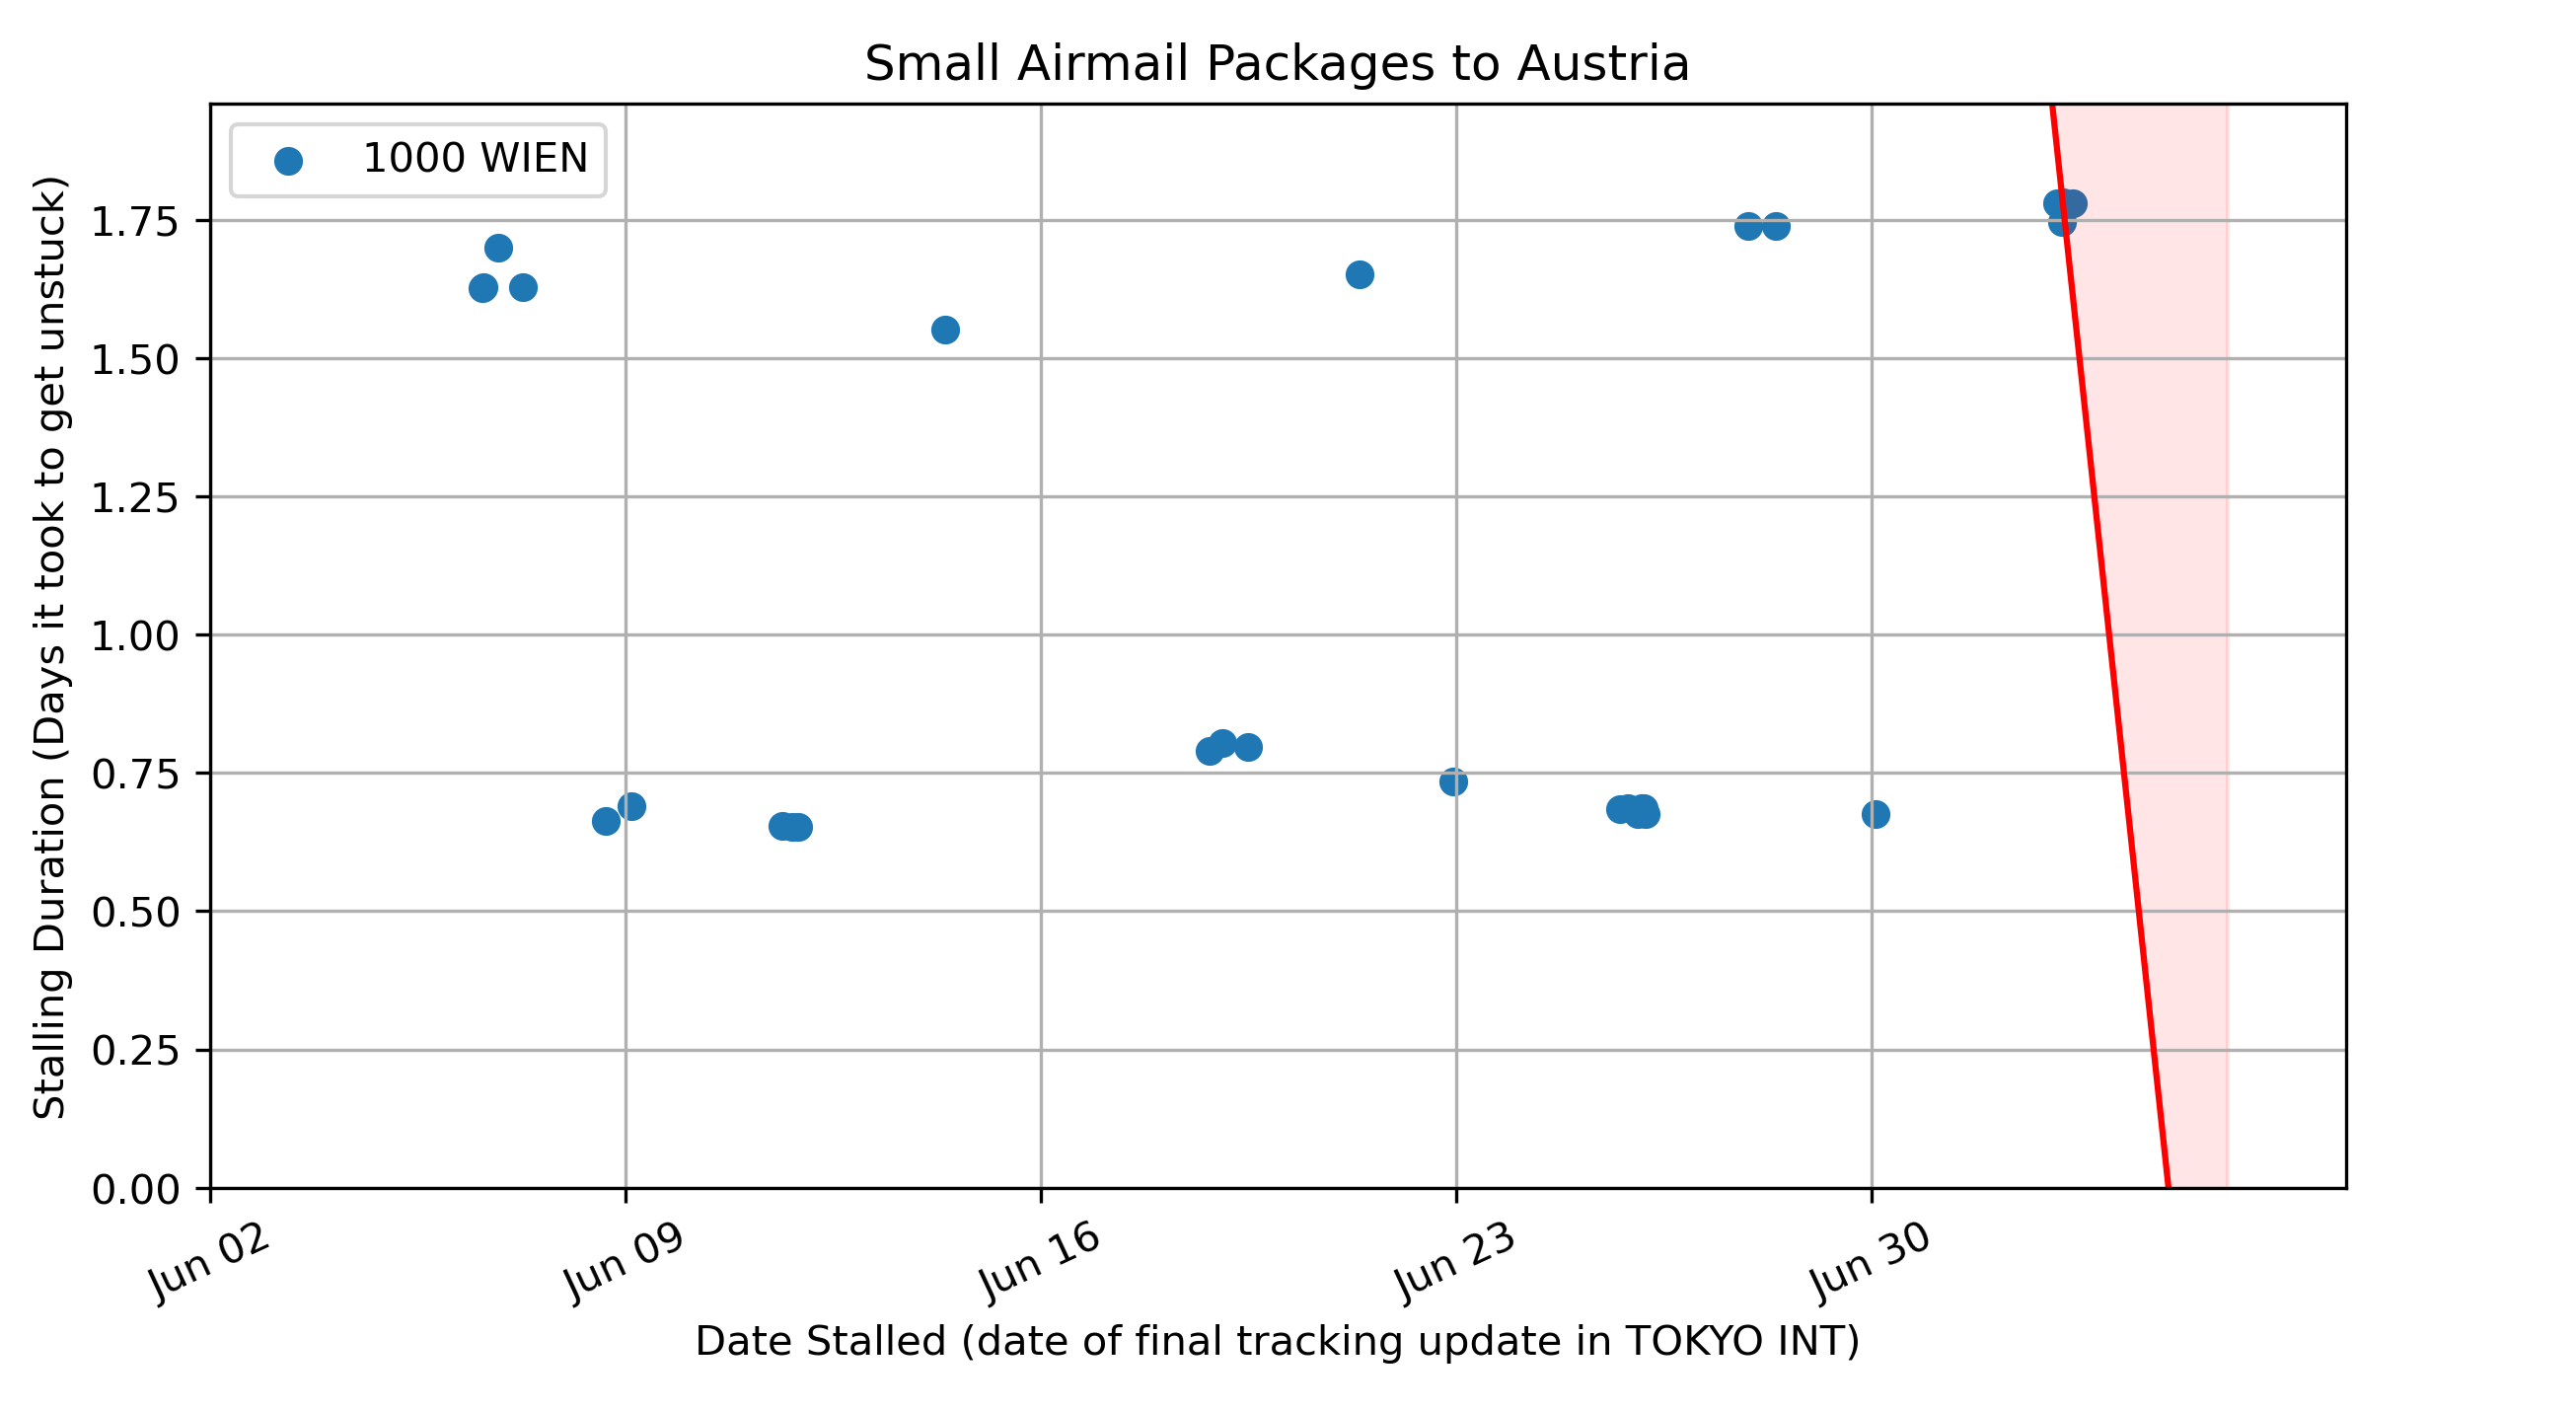 Small Airmail Packages to Austria
1000 WIEN
Stalling Duration (Days it took to get unstuck)
1.75
1.50
1.25
1.00
0.75
0.50
0.25
0.00
Jun 02
Jun 09
Jun 16
Jun 23
Jun 30
Date Stalled (date of final tracking update in TOKYO INT)